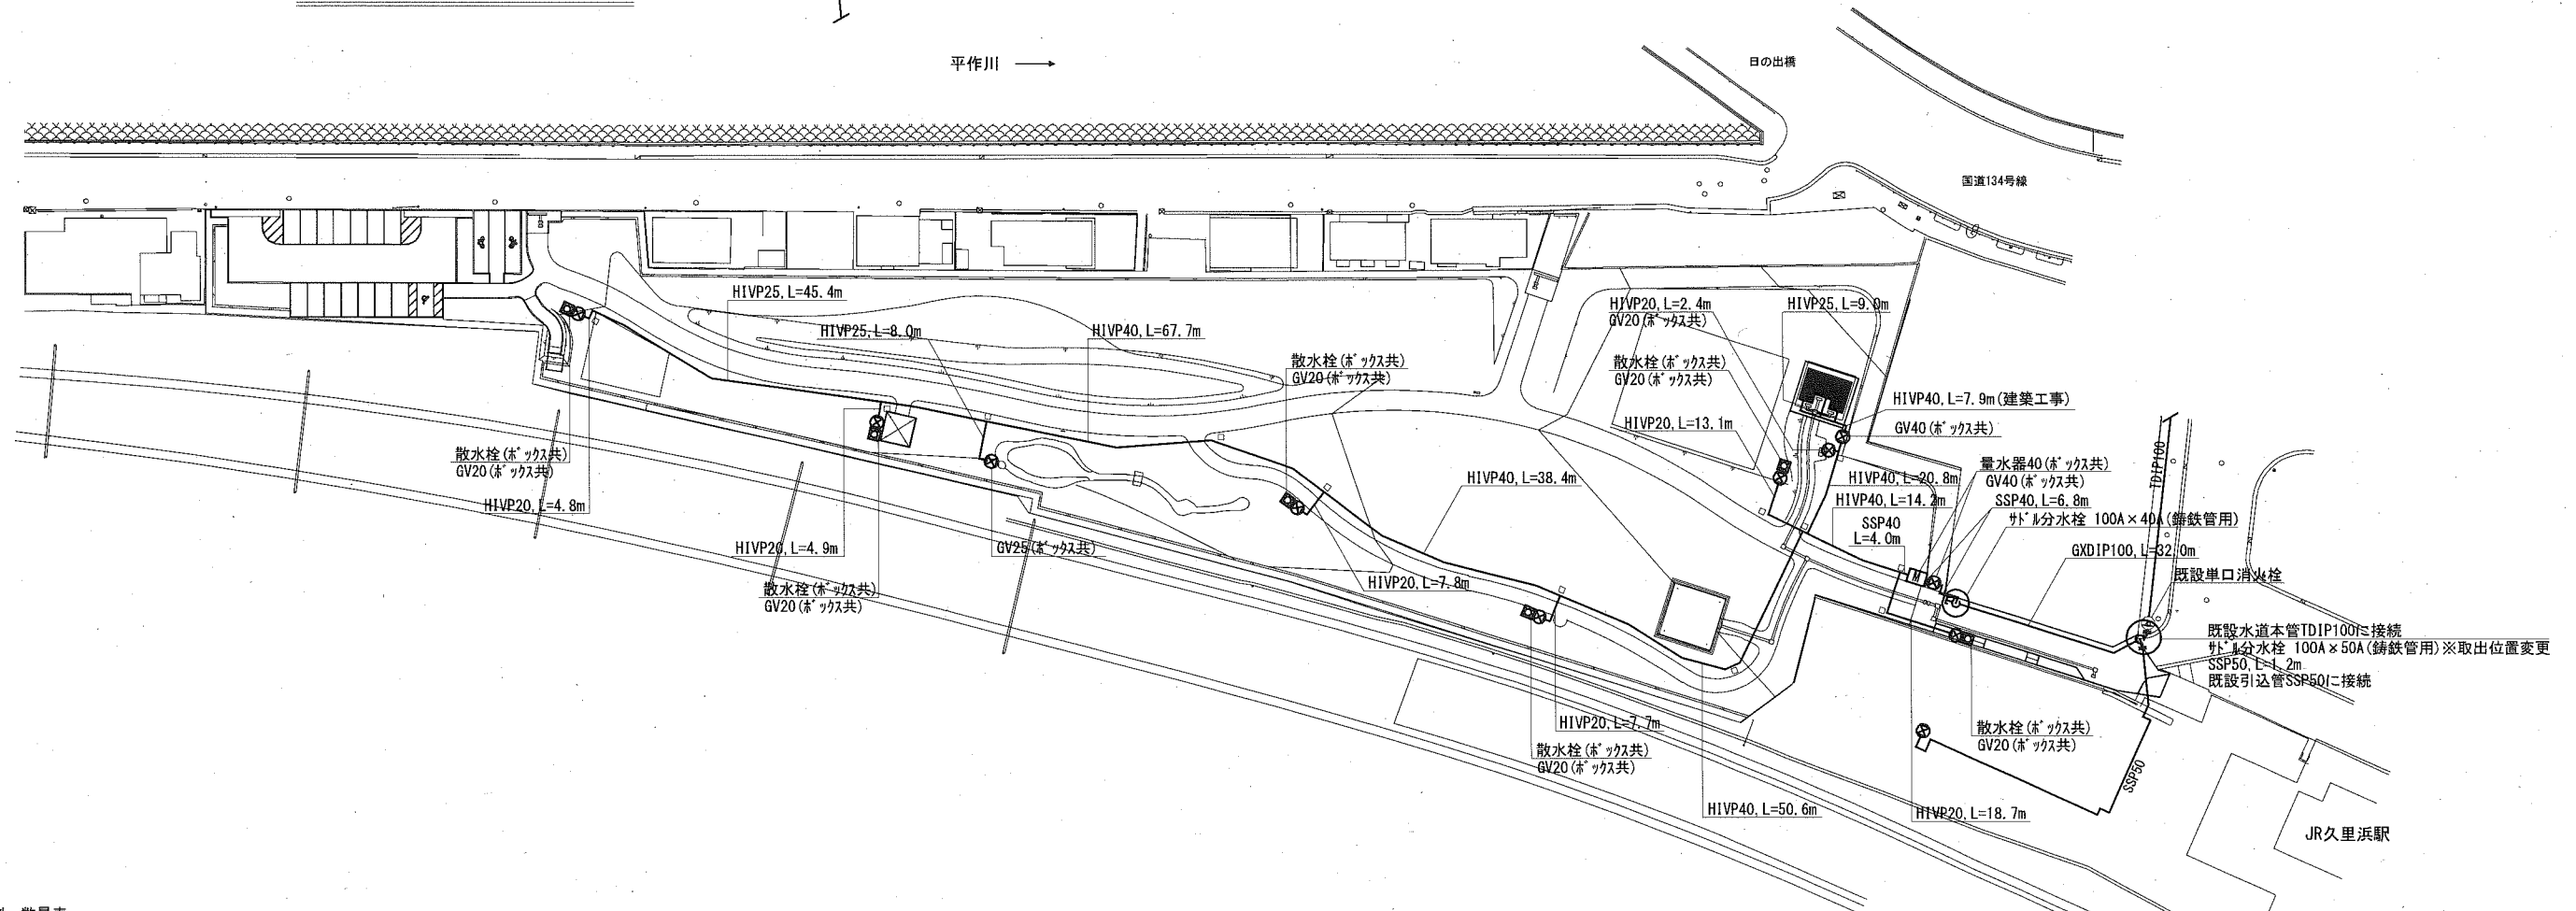 平作川
日の出橋
国道134号線
HIVP25, L=45.4m
HIVP25, L=8.0m
HIVP40, L=67.7m
散水栓(ﾎﾞｯｸｽ共)
GV20(ﾎﾞｯｸｽ共)
HIVP20, L=2.4m
GV20(ﾎﾞｯｸｽ共)
HIVP25, L=9.0m
散水栓(ﾎﾞｯｸｽ共)
GV20(ﾎﾞｯｸｽ共)
HIVP20, L=13.1m
HIVP40, L=7.9m(建築工事)
GV40(ﾎﾞｯｸｽ共)
TDIP100
散水栓(ﾎﾞｯｸｽ共)
GV20(ﾎﾞｯｸｽ共)
HIVP20, L=4.8m
HIVP20, L=4.9m
GV25(ﾎﾞｯｸｽ共)
散水栓(ﾎﾞｯｸｽ共)
GV20(ﾎﾞｯｸｽ共)
HIVP40, L=38.4m
HIVP20, L=7.8m
HIVP40, L=20.8m
HIVP40, L=14.2m
SSP40
L=4.0m
量水器40(ﾎﾞｯｸｽ共)
GV40(ﾎﾞｯｸｽ共)
SSP40, L=6.8m
ｻﾄﾞﾙ分水栓 100A×40A(鋳鉄管用)
GXDIP100, L=32.0m
既設単口消火栓
既設水道本管TDIP100に接続
ｻﾄﾞﾙ分水栓 100A×50A(鋳鉄管用)※取出位置変更
SSP50, L=1.2m
既設引込管SSP50に接続
M
HIVP20, L=7.7m
散水栓(ﾎﾞｯｸｽ共)
GV20(ﾎﾞｯｸｽ共)
HIVP40, L=50.6m
散水栓(ﾎﾞｯｸｽ共)
GV20(ﾎﾞｯｸｽ共)
HIVP20, L=18.7m
SSP50
JR久里浜駅